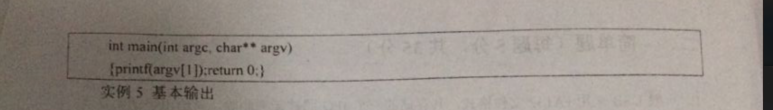 int main(int argc, char** argv)
{printf(argv[1]);return 0;}
实例 5 基本输出